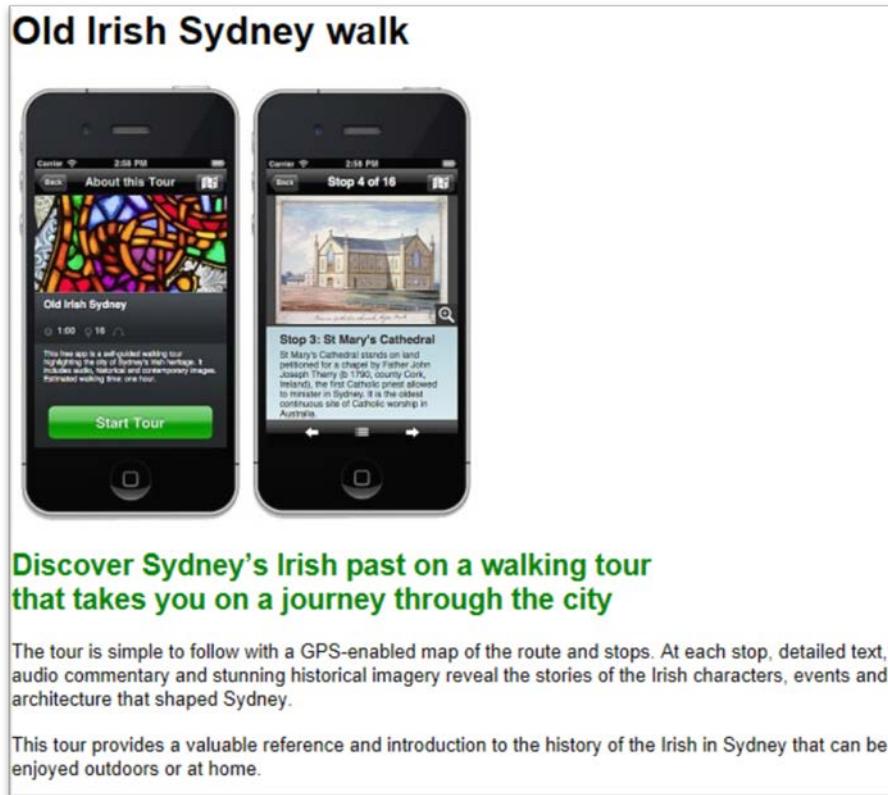 Old Irish Sydney walk
Carrier 2:58 PM
Back About this Tour
Old Irish Sydney
1:00 16
This free app is a self-guided walking tour
highlighting the city of Sydney's Irish heritage. It
includes audio, historical and contemporary images.
Estimated walking time: one hour.
Start Tour
Carrier 2:58 PM
Back Stop 4 of 16
Stop 3: St Mary's Cathedral
St Mary's Cathedral stands on land
petitioned for a chapel by Father John
Joseph Therry (b 1790, county Cork,
Ireland), the first Catholic priest allowed
to minister in Sydney. It is the oldest
continuous site of Catholic worship in
Australia.
Discover Sydney's Irish past on a walking tour
that takes you on a journey through the city
The tour is simple to follow with a GPS-enabled map of the route and stops. At each stop, detailed text,
audio commentary and stunning historical imagery reveal the stories of the Irish characters, events and
architecture that shaped Sydney.
This tour provides a valuable reference and introduction to the history of the Irish in Sydney that can be
enjoyed outdoors or at home.